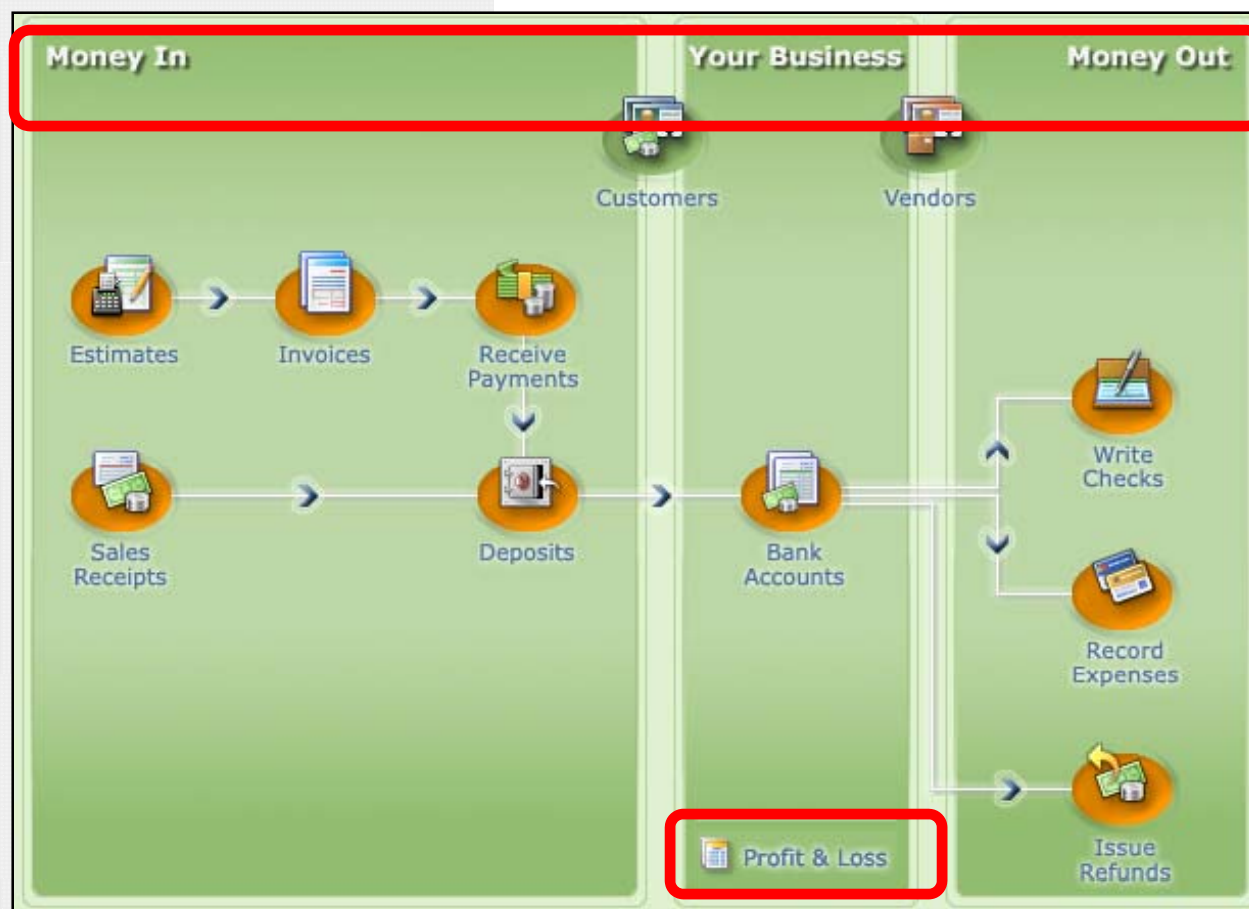 Money In
Your Business
Money Out
Customers
Vendors
Estimates
Invoices
Receive
Payments
Write
Checks
Sales
Receipts
Deposits
Bank
Accounts
Record
Expenses
Profit & Loss
Issue
Refunds